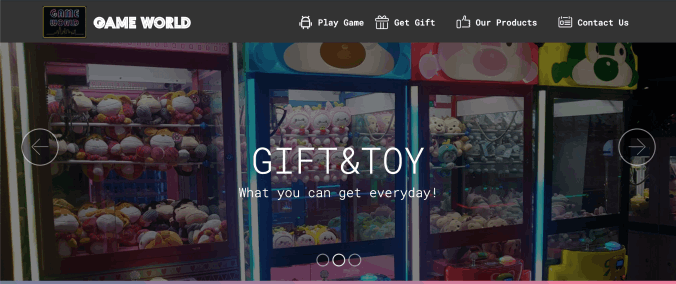 GAME WORLD
GAME WORLD
Play Game
Get Gift
Our Products
Contact Us
GIFT&TOY
What you can get everyday!